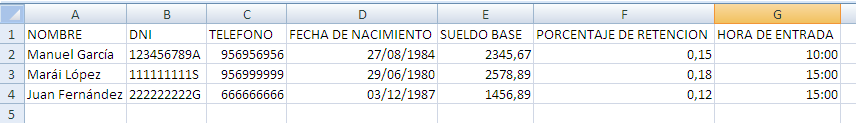 A B C D E F G
1 NOMBRE DNI TELEFONO FECHA DE NACIMIENTO SUELDO BASE PORCENTAJE DE RETENCION HORA DE ENTRADA
2 Manuel García 123456789A 956956956 27/08/1984 2345,67 0,15 10:00
3 Marái López 111111111S 956999999 29/06/1980 2578,89 0,18 15:00
4 Juan Fernández 222222222G 666666666 03/12/1987 1456,89 0,12 15:00
5